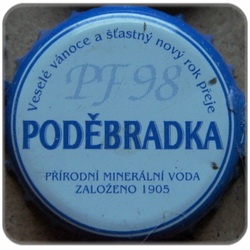 Veselé vánoce a šťastný nový rok přeje
PF 98
PODĚBRADKA
PŘÍRODNÍ MINERÁLNÍ VODA
ZALOŽENO 1905